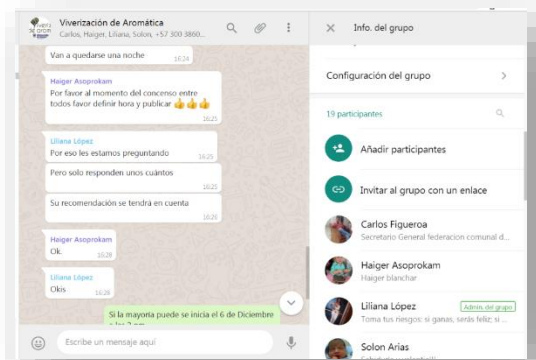 Viverización de Aromática
Carlos, Haiger, Liliana, Solon, +57 300 3860...
Van a quedarse una noche
16:24
Haiger Asoprokam
Por favor al momento del concenso entre
todos favor definir hora y publicar 👍👍👍
16:25
Liliana López
Por eso les estamos preguntando
16:25
Pero solo responden unos cuántos
16:25
Su recomendación se tendrá en cuenta
16:26
Haiger Asoprokam
Ok.
16:26
Liliana López
Okis
16:26
Si la mayoría puede se inicia el 6 de Diciembre
Escribe un mensaje aquí
Info. del grupo
Configuración del grupo
19 participantes
Añadir participantes
Invitar al grupo con un enlace
Carlos Figueroa
Secretario General federacion comunal d...
Haiger Asoprokam
Haiger blanchar
Liliana López
Admin. del grupo
Toma tus riesgos: si ganas, serás feliz; si ...
Solon Arias